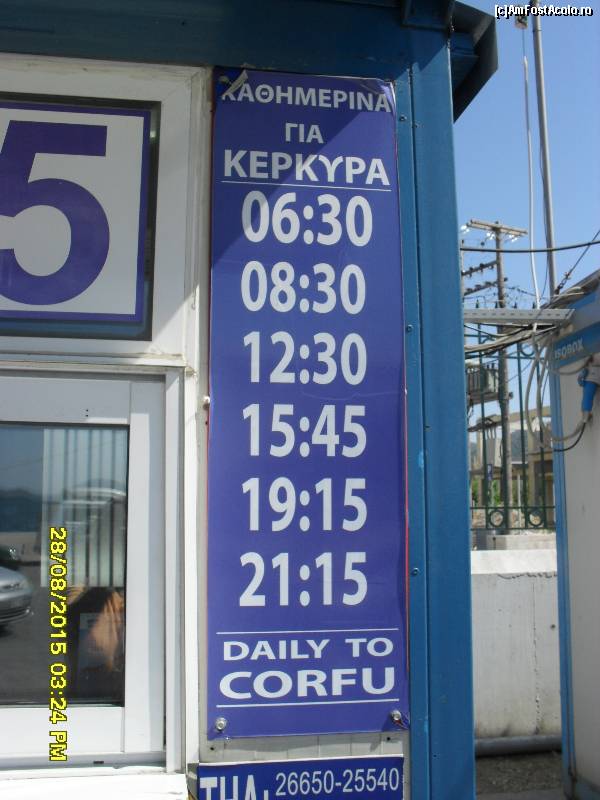 (c)AmFostAcolo.ro
ΚΑΘΗΜΕΡΙΝΑ
ΓΙΑ
ΚΕΡΚΥΡΑ
06:30
08:30
12:30
15:45
19:15
21:15
DAILY TO
CORFU
ΤΗΛ: 26650-25540
5
ISOBOX
28/08/2015 03:24 PM